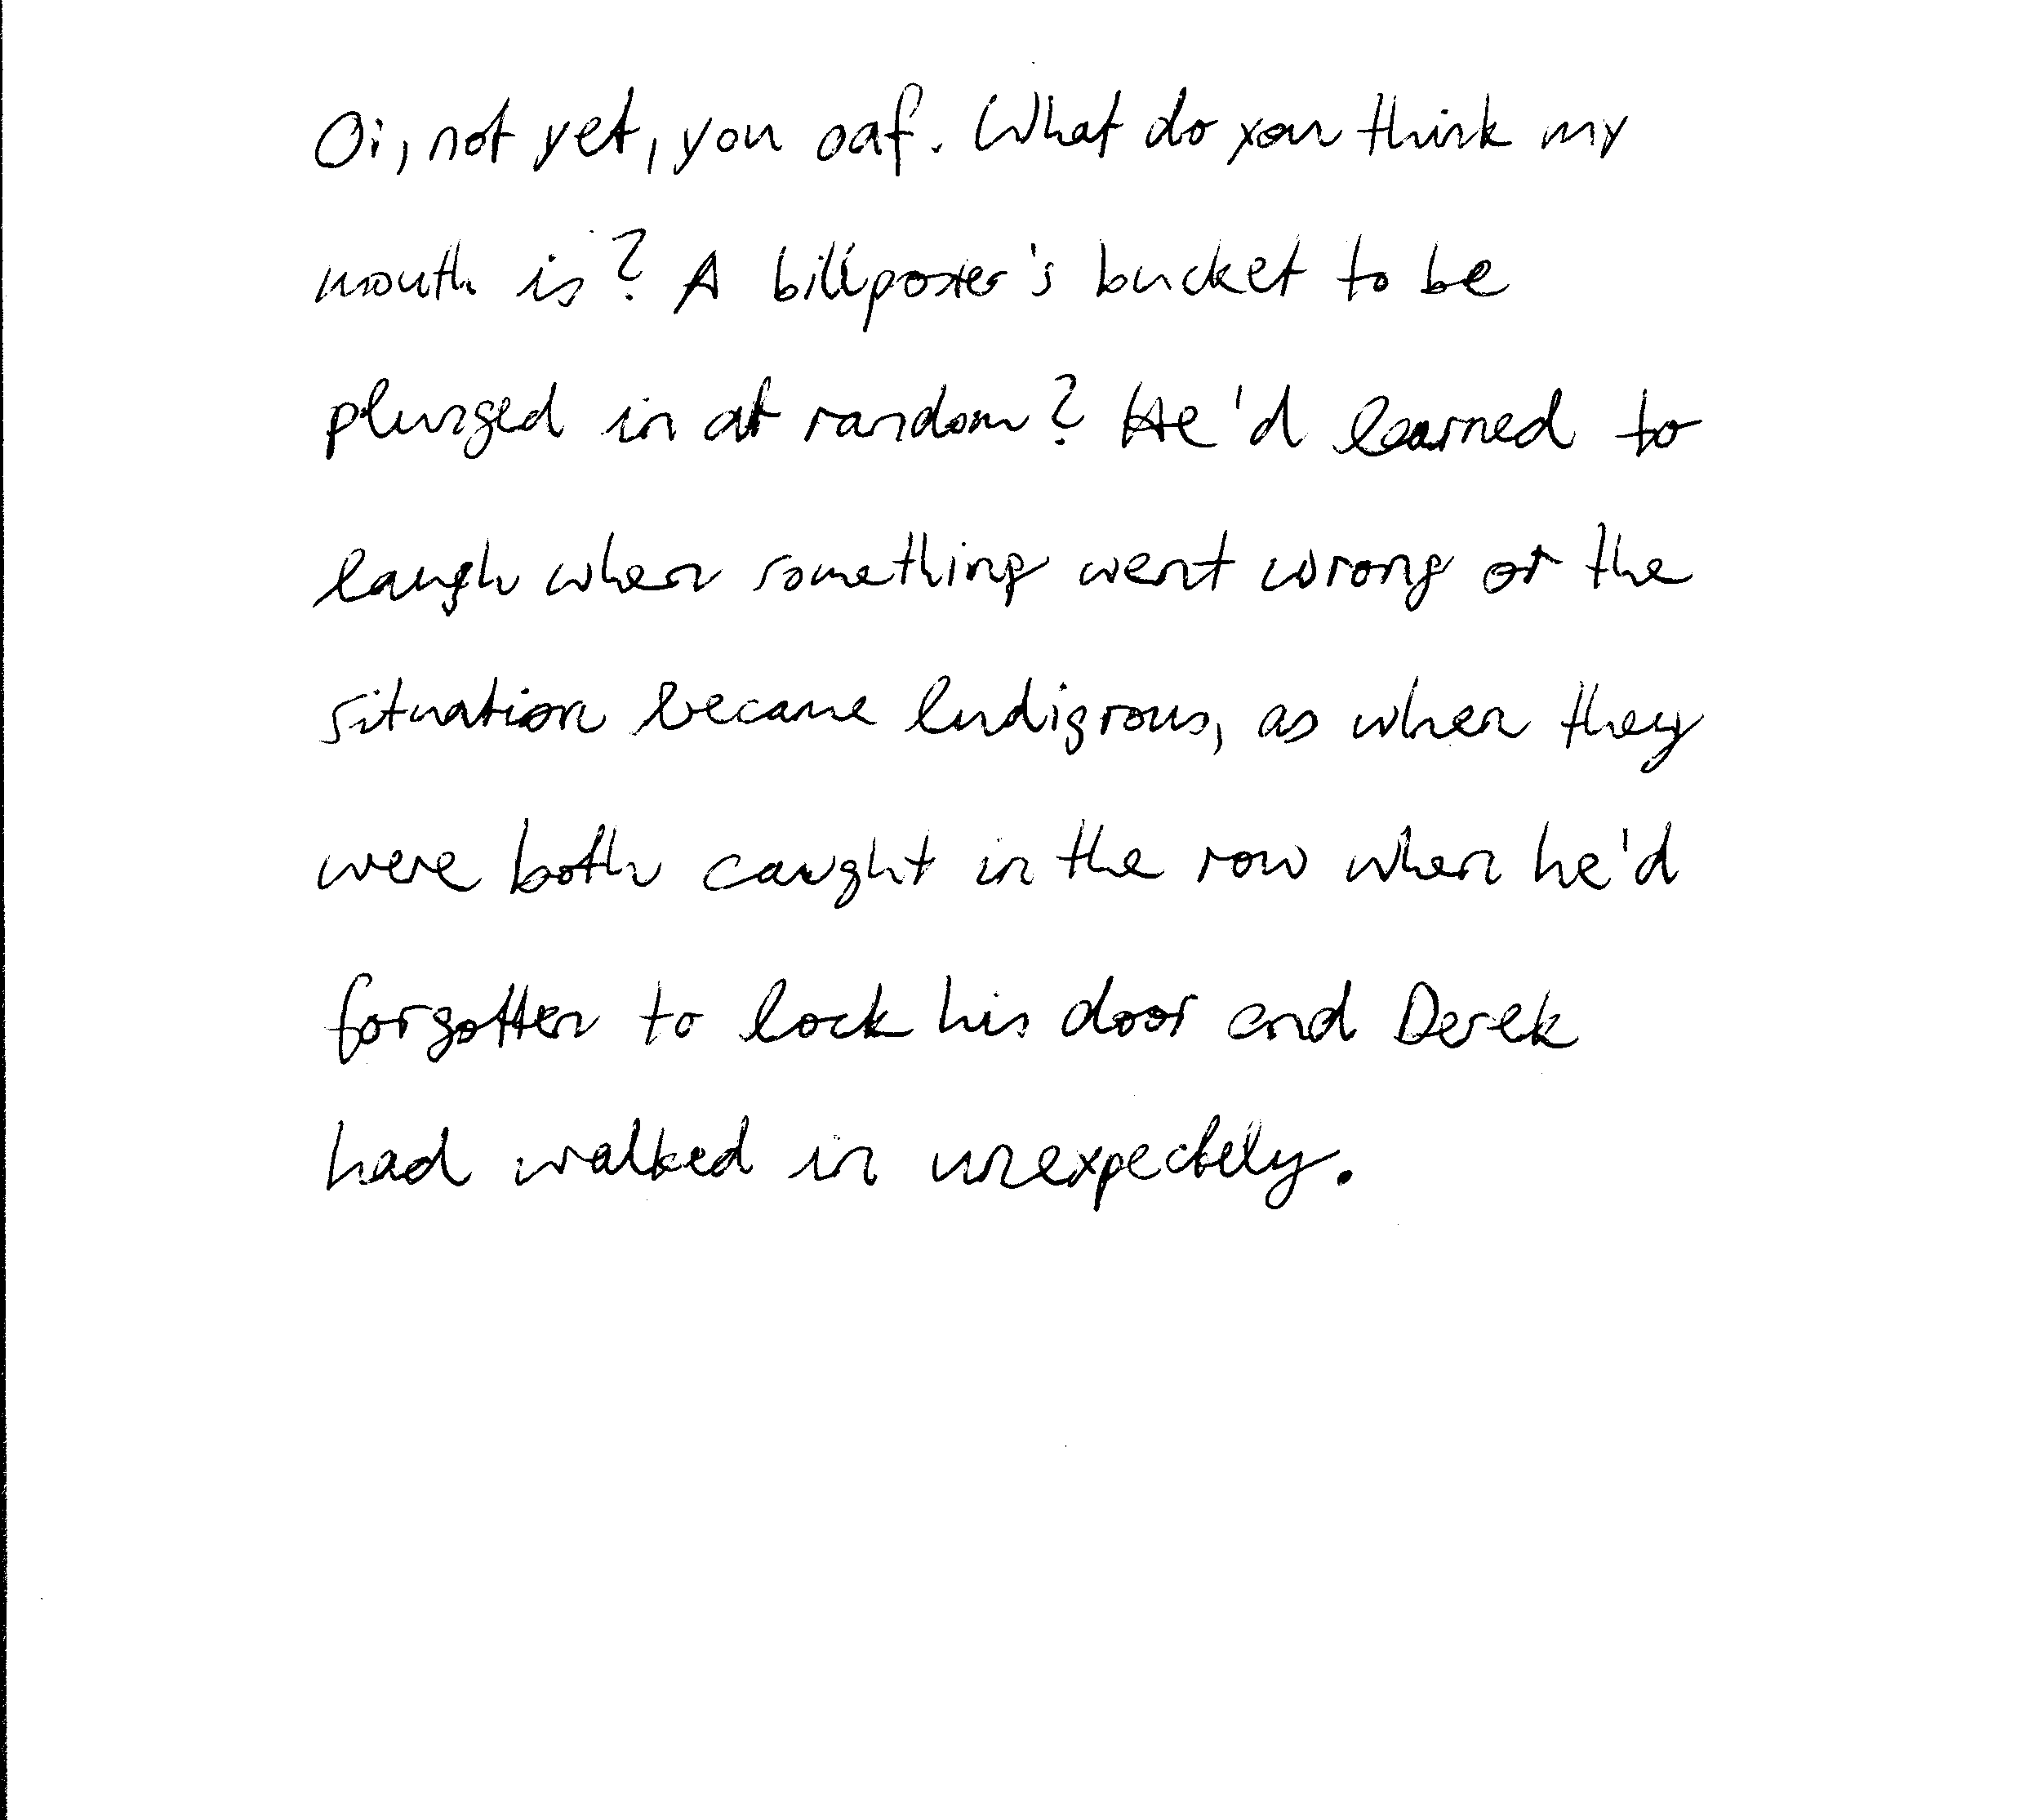 Oi, not yet, you oaf. What do you think my
mouth is? A billposter's bucket to be
plunged in at random? He'd learned to
laugh when something went wrong or the
situation became ludigrous, as when they
were both caught in the row when he'd
forgotten to lock his door and Derek
had walked in unexpectely.